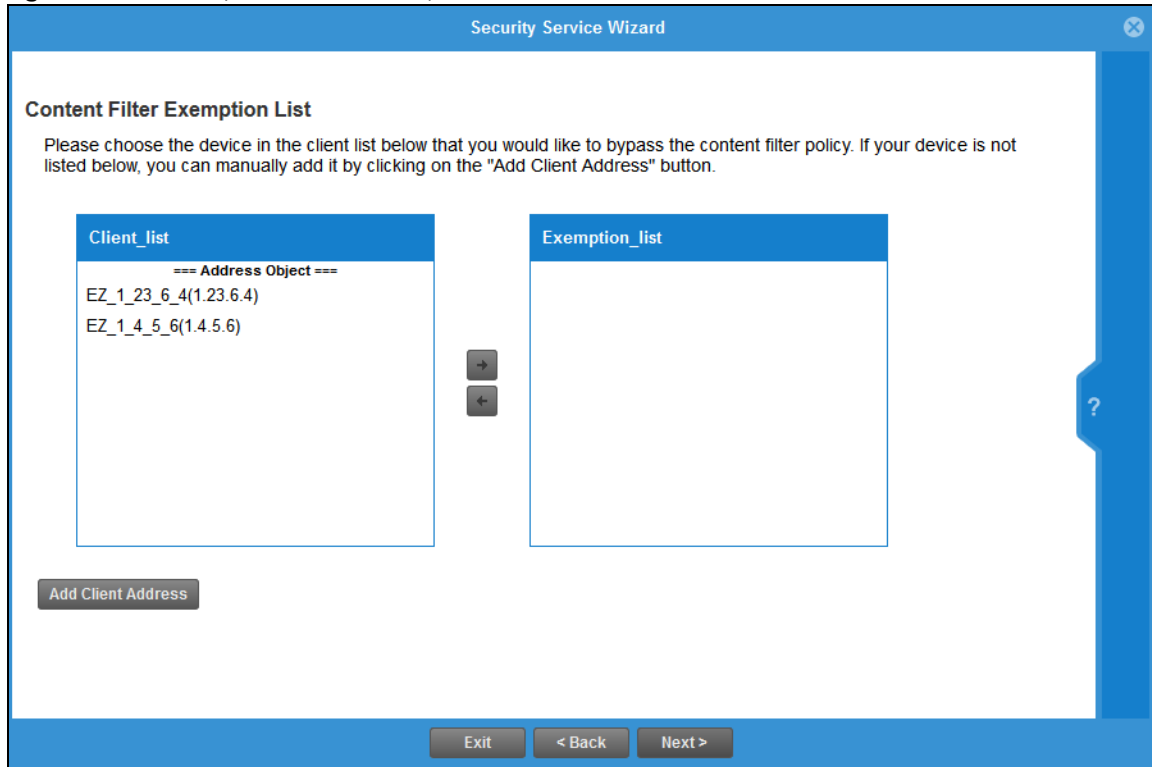 Security Service Wizard
Content Filter Exemption List
Please choose the device in the client list below that you would like to bypass the content filter policy. If your device is not
listed below, you can manually add it by clicking on the "Add Client Address" button.
Client_list
Exemption_list
=== Address Object ===
EZ_1_23_6_4(1.23.6.4)
EZ_1_4_5_6(1.4.5.6)
?
Add Client Address
Exit
< Back
Next >